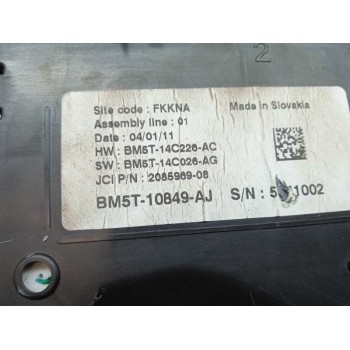 2
Site code : FKKNA
Made in Slovakia
Assembly line : 01
Date : 04/01/11
HW : BM5T-14C226-AC
SW : BM5T-14C026-AG
JCI P/N : 2085969-08
BM5T-10849-AJ
S/N :